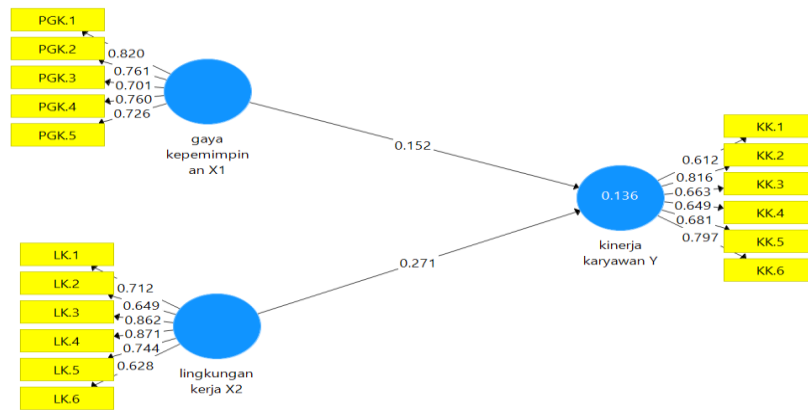 PGK.1
PGK.2
PGK.3
PGK.4
PGK.5
0.820
0.761
0.701
0.760
0.726
gaya
kepemimpin
an X1
0.152
LK.1
LK.2
LK.3
LK.4
LK.5
LK.6
0.712
0.649
0.862
0.871
0.744
0.628
lingkungan
kerja X2
0.271
0.136
kinerja
karyawan Y
0.612
0.816
0.663
0.649
0.681
0.797
KK.1
KK.2
KK.3
KK.4
KK.5
KK.6